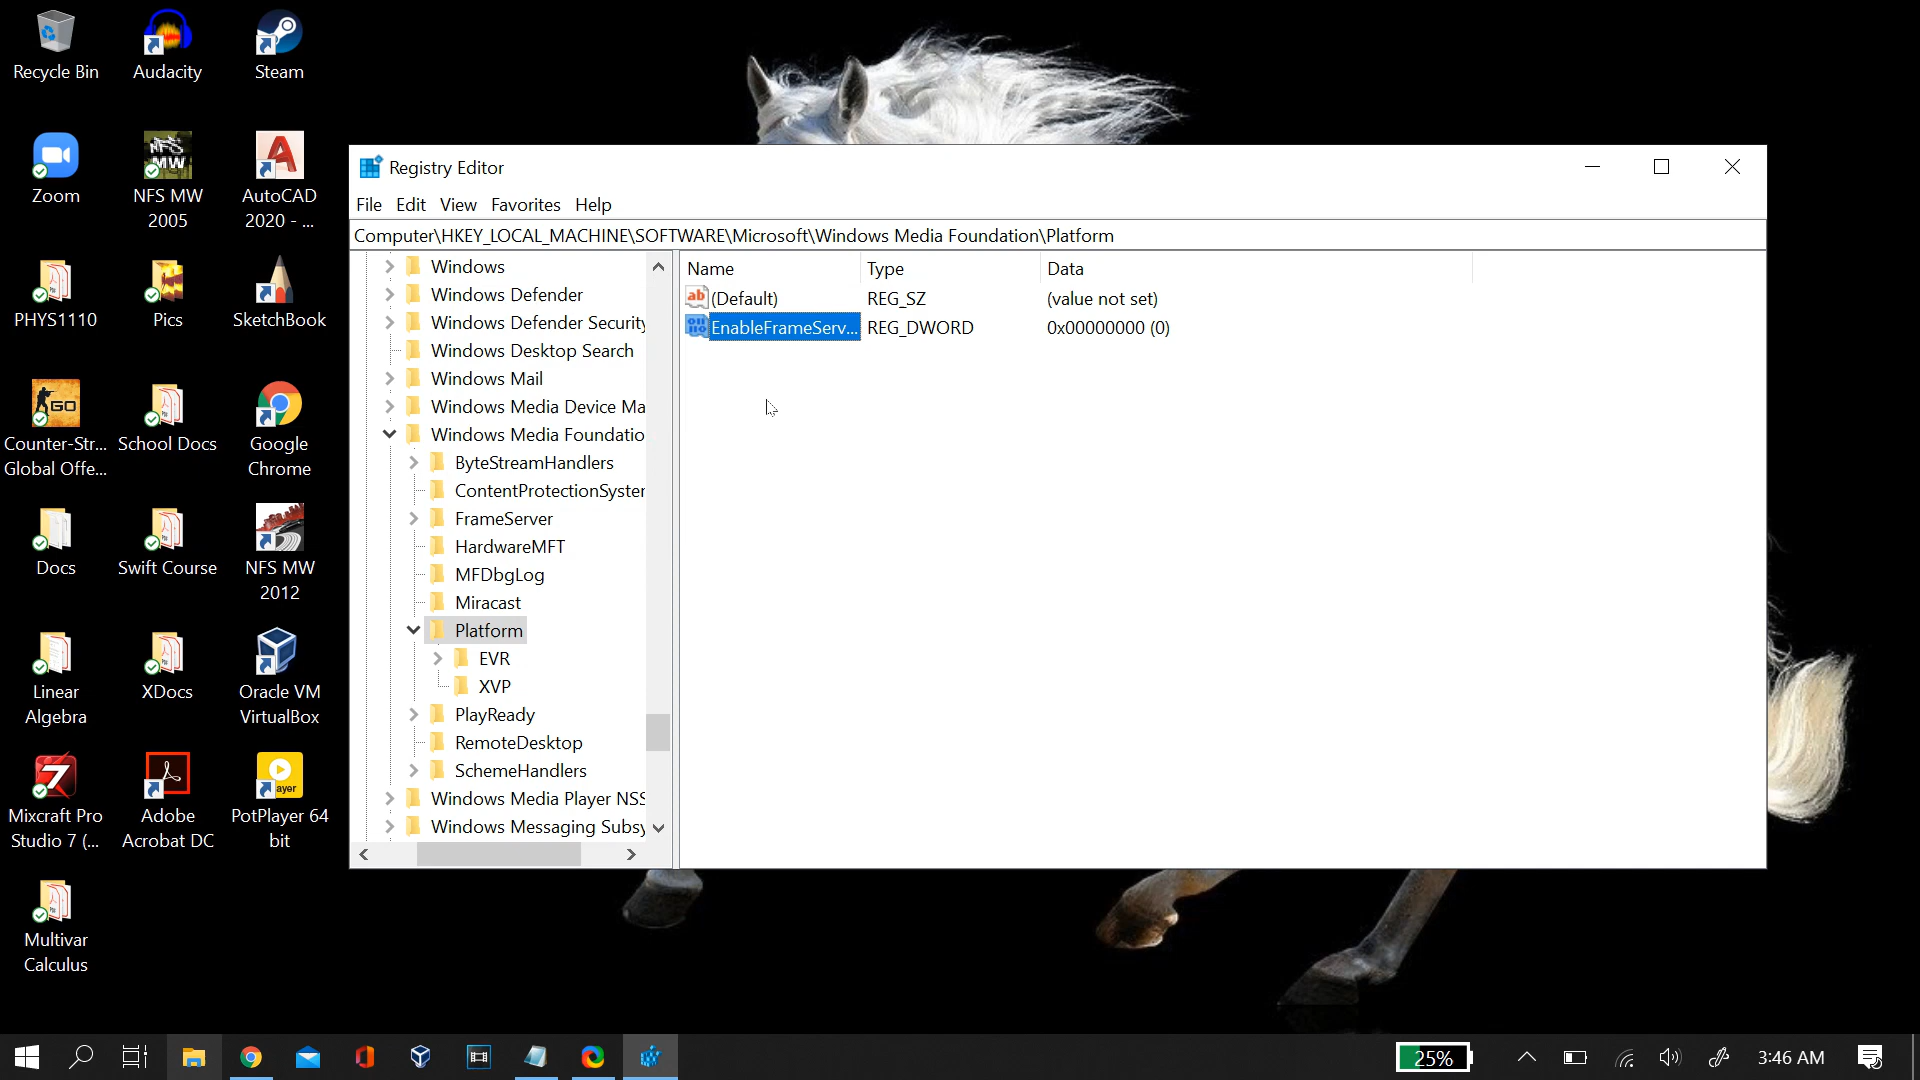 Recycle Bin
Audacity
Steam
Zoom
NFS MW
2005
AutoCAD
2020 - ...
PHYS1110
Pics
SketchBook
Counter-Str...
Global Offe...
School Docs
Google
Chrome
Docs
Swift Course
NFS MW
2012
Linear
Algebra
XDocs
Oracle VM
VirtualBox
Mixcraft Pro
Studio 7 (...
Adobe
Acrobat DC
PotPlayer 64
bit
Multivar
Calculus
Registry Editor
File Edit View Favorites Help
Computer\HKEY_LOCAL_MACHINE\SOFTWARE\Microsoft\Windows Media Foundation\Platform
Windows
Windows Defender
Windows Defender Security
Windows Desktop Search
Windows Mail
Windows Media Device Ma
Windows Media Foundatio
ByteStreamHandlers
ContentProtectionSyster
FrameServer
HardwareMFT
MFDbgLog
Miracast
Platform
EVR
XVP
PlayReady
RemoteDesktop
SchemeHandlers
Windows Media Player NSS
Windows Messaging Subsy
Name Type Data
(Default) REG_SZ (value not set)
EnableFrameServ... REG_DWORD 0x00000000 (0)
25%
3:46 AM